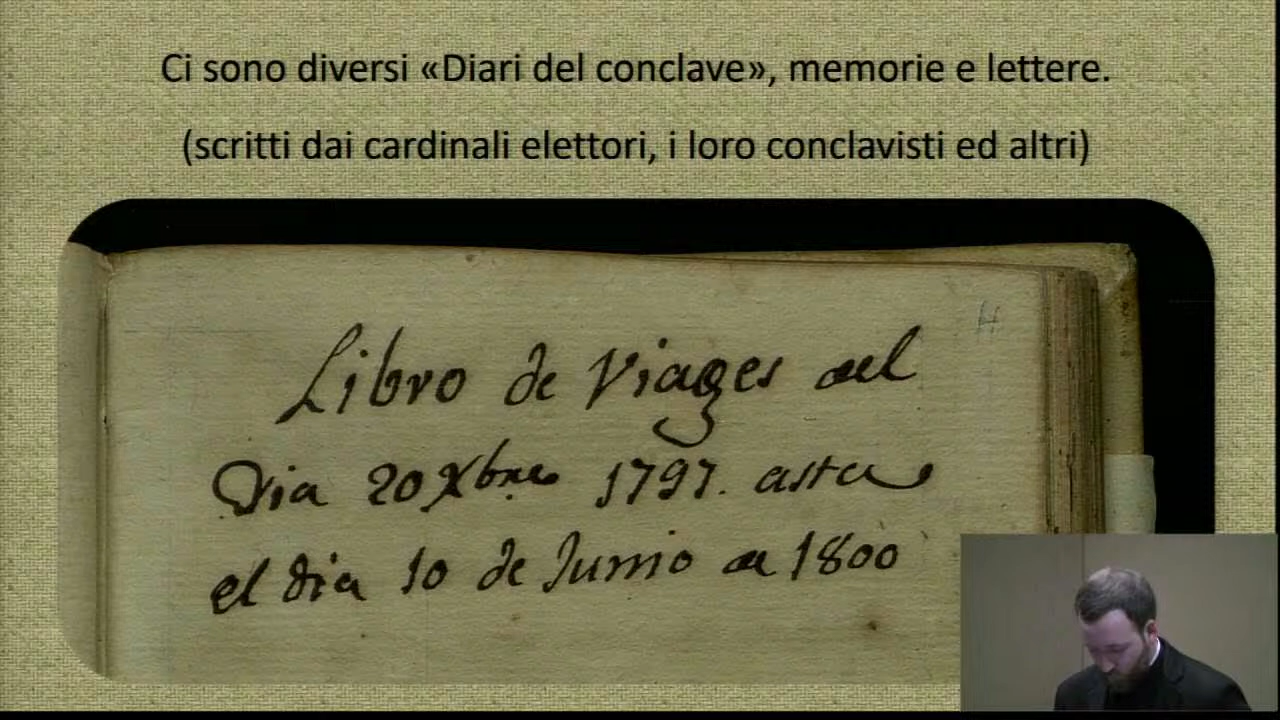 Ci sono diversi «Diari del conclave», memorie e lettere.
(scritti dai cardinali elettori, i loro conclavisti ed altri)
Libro de Viages del
Dia 20 Xbre 1797. asta
el dia 10 de Junio de 1800